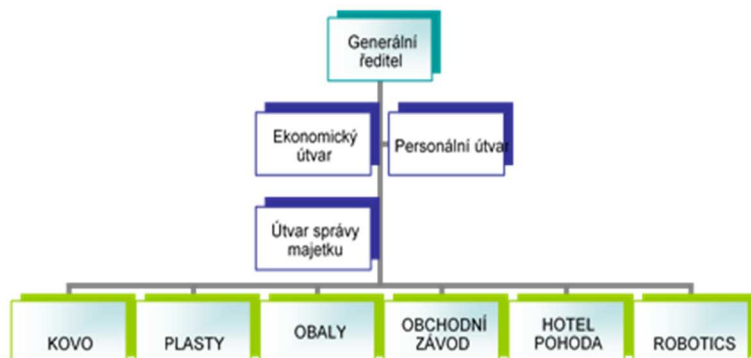 Generální
ředitel
Ekonomický
útvar
Personální útvar
Útvar správy
majetku
KOVO
PLASTY
OBALY
OBCHODNÍ
ZÁVOD
HOTEL
POHODA
ROBOTICS